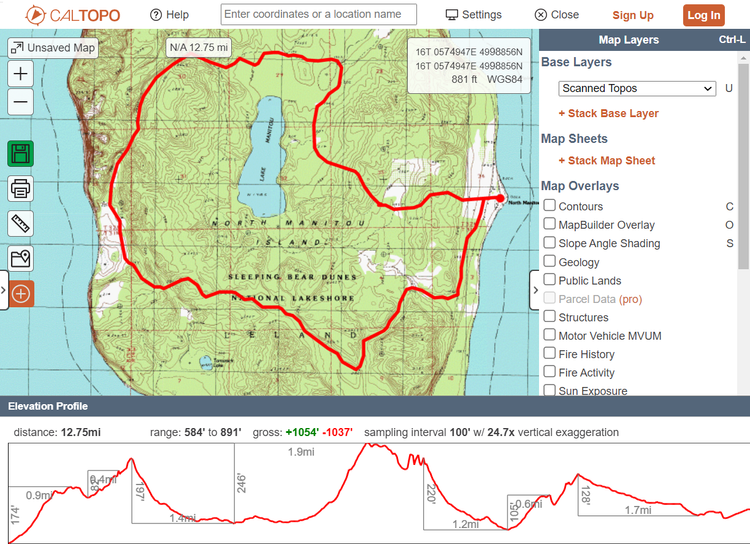 CALTOPO
Help
Enter coordinates or a location name
Settings
Close
Sign Up
Log In
Unsaved Map
N/A 12.75 mi
16T 0574947E 4998856N
16T 0574947E 4998856N
881 ft WGS84
+
−
LAKE MANITOU
NORTH MANITOU
ISLAND
SLEEPING BEAR DUNES
NATIONAL LAKESHORE
ELAND
Tamarack
Lake
North Manitou
Map Layers Ctrl-L
Base Layers
Scanned Topos U
+ Stack Base Layer
Map Sheets
+ Stack Map Sheet
Map Overlays
Contours C
MapBuilder Overlay O
Slope Angle Shading S
Geology
Public Lands
Parcel Data (pro)
Structures
Motor Vehicle MVUM
Fire History
Fire Activity
Sun Exposure
Elevation Profile
distance: 12.75mi range: 584' to 891' gross: +1054' -1037' sampling interval 100' w/ 24.7x vertical exaggeration
174'
0.9mi
0.4mi
197'
1.4mi
246'
1.9mi
220'
1.2mi
105'
0.6mi
128'
1.7mi